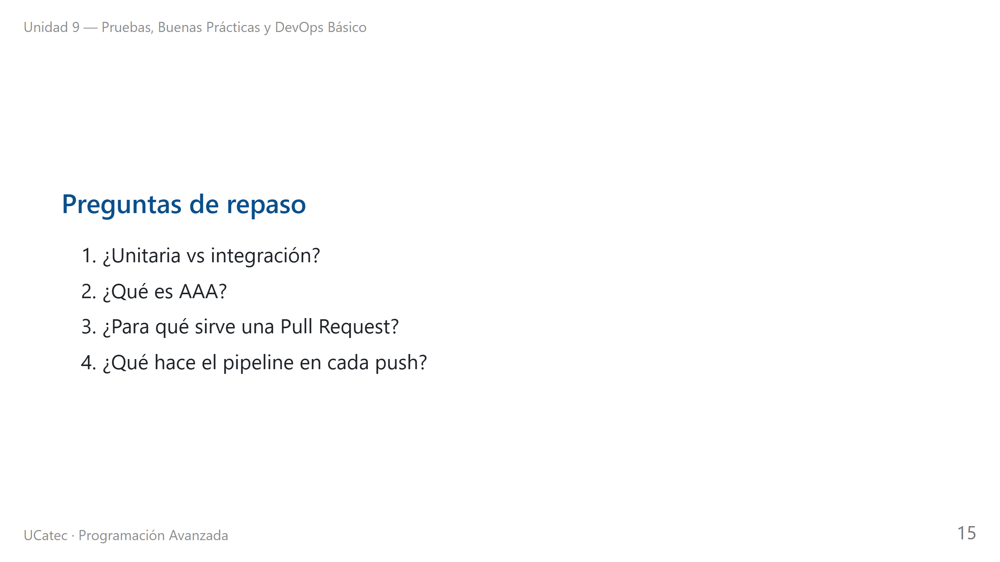 Unidad 9 — Pruebas, Buenas Prácticas y DevOps Básico
Preguntas de repaso
1. ¿Unitaria vs integración?
2. ¿Qué es AAA?
3. ¿Para qué sirve una Pull Request?
4. ¿Qué hace el pipeline en cada push?
UCatec · Programación Avanzada
15